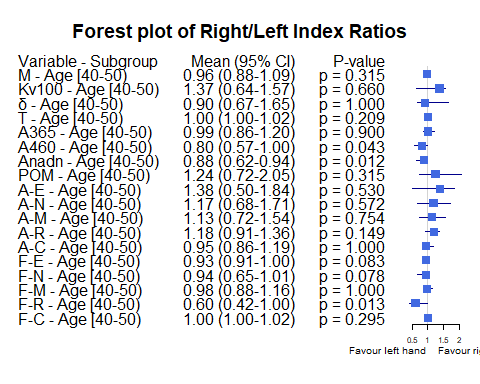 Forest plot of Right/Left Index Ratios
Variable - Subgroup Mean (95% CI) P-value
M - Age [40-50) 0.96 (0.88-1.09) p = 0.315
Kv100 - Age [40-50) 1.37 (0.64-1.57) p = 0.660
δ - Age [40-50) 0.90 (0.67-1.65) p = 1.000
T - Age [40-50) 1.00 (1.00-1.02) p = 0.209
A365 - Age [40-50) 0.99 (0.86-1.20) p = 0.900
A460 - Age [40-50) 0.80 (0.57-1.00) p = 0.043
Anadn - Age [40-50) 0.88 (0.62-0.94) p = 0.012
POM - Age [40-50) 1.24 (0.72-2.05) p = 0.315
A-E - Age [40-50) 1.38 (0.50-1.84) p = 0.530
A-N - Age [40-50) 1.17 (0.68-1.71) p = 0.572
A-M - Age [40-50) 1.13 (0.72-1.54) p = 0.754
A-R - Age [40-50) 1.18 (0.91-1.36) p = 0.149
A-C - Age [40-50) 0.95 (0.86-1.19) p = 1.000
F-E - Age [40-50) 0.93 (0.91-1.00) p = 0.083
F-N - Age [40-50) 0.94 (0.65-1.01) p = 0.078
F-M - Age [40-50) 0.98 (0.88-1.16) p = 1.000
F-R - Age [40-50) 0.60 (0.42-1.00) p = 0.013
F-C - Age [40-50) 1.00 (1.00-1.02) p = 0.295
0.5 1 1.5 2
Favour left hand Favour ri